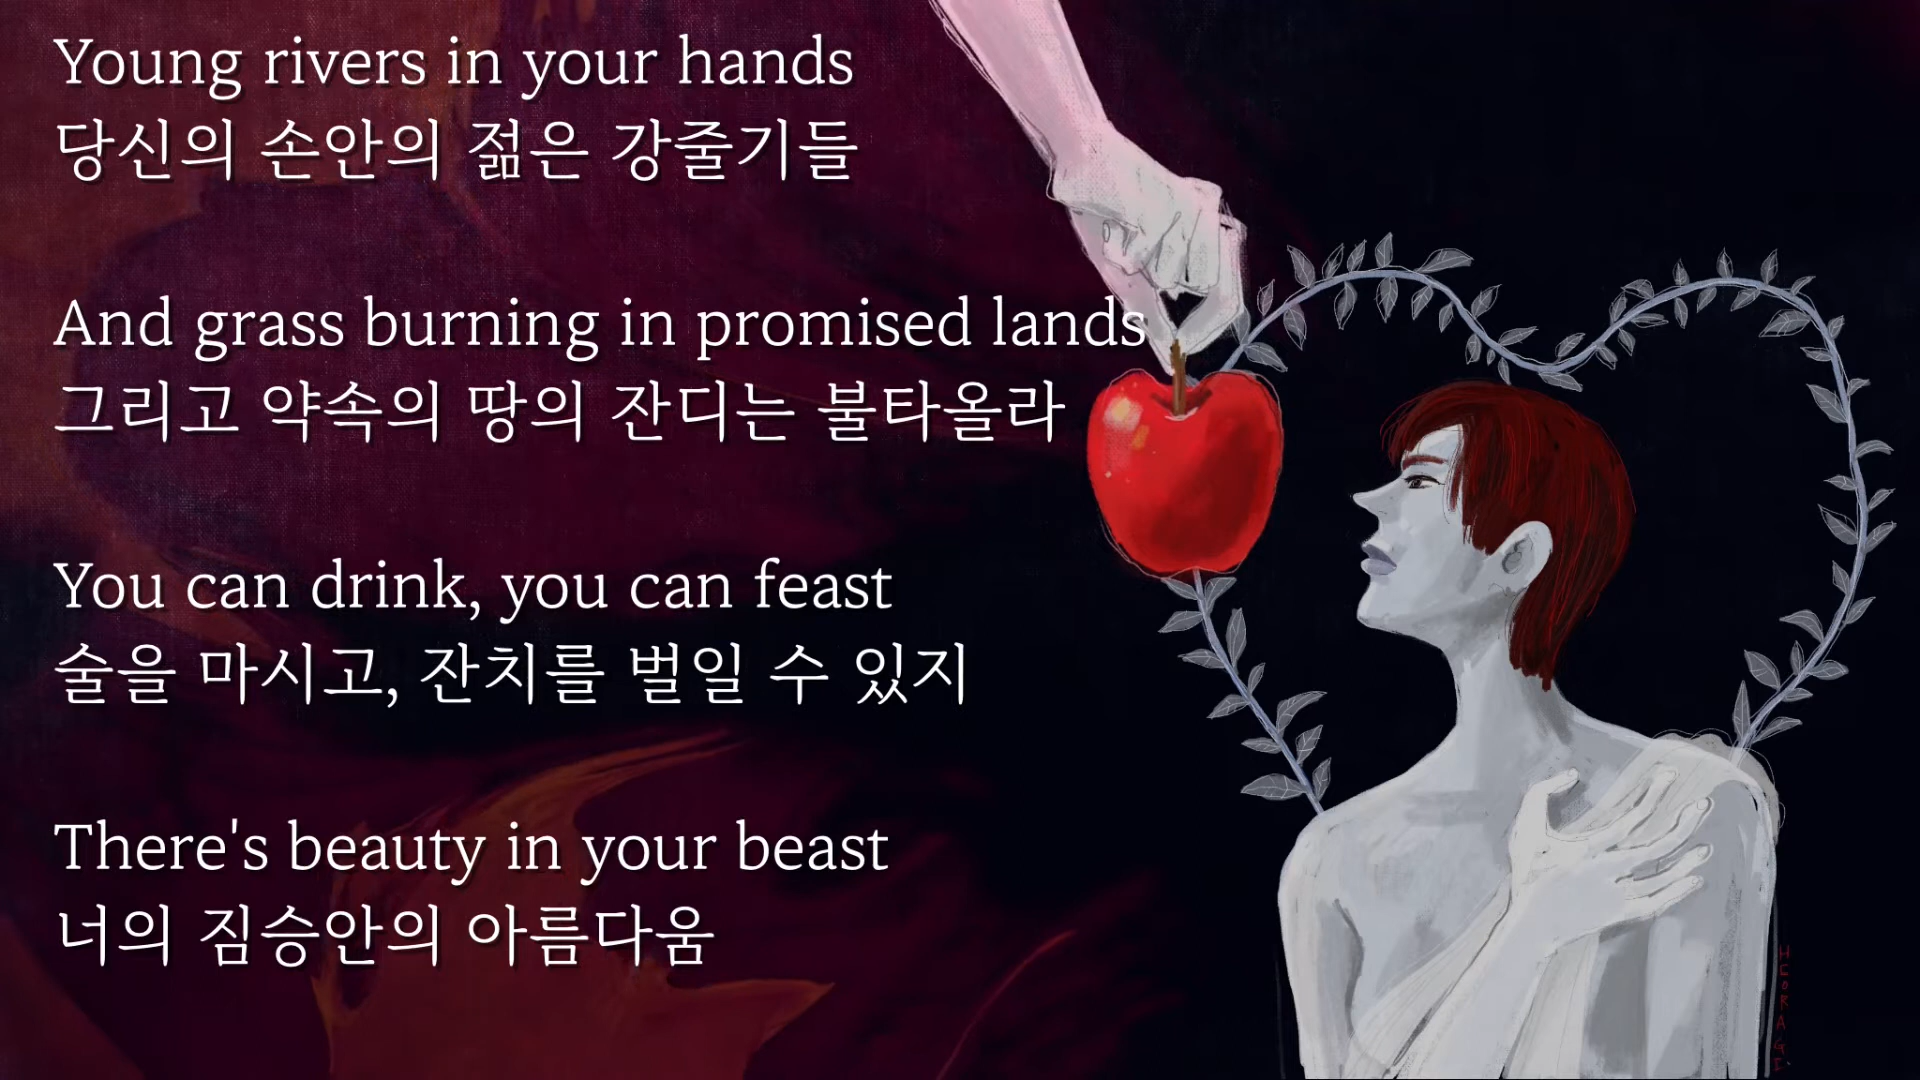 Young rivers in your hands
당신의 손안의 젊은 강줄기들
And grass burning in promised lands
그리고 약속의 땅의 잔디는 불타올라
You can drink, you can feast
술을 마시고, 잔치를 벌일 수 있지
There's beauty in your beast
너의 짐승안의 아름다움